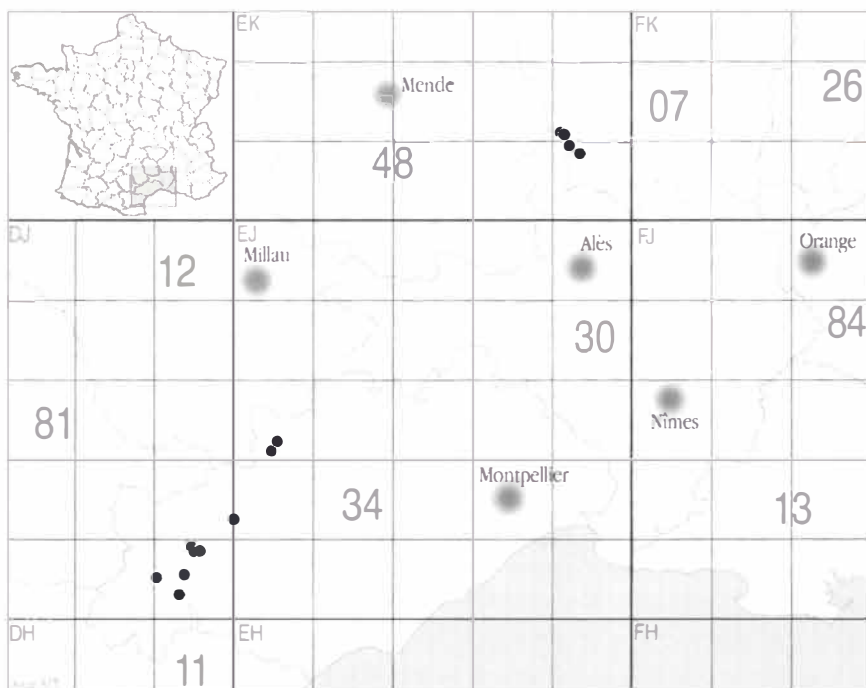 EK
FK
Mende
26
07
48
DJ
EJ
FJ
Millau
Alès
Orange
12
30
84
81
Nîmes
Montpellier
34
13
DH
EH
FH
11